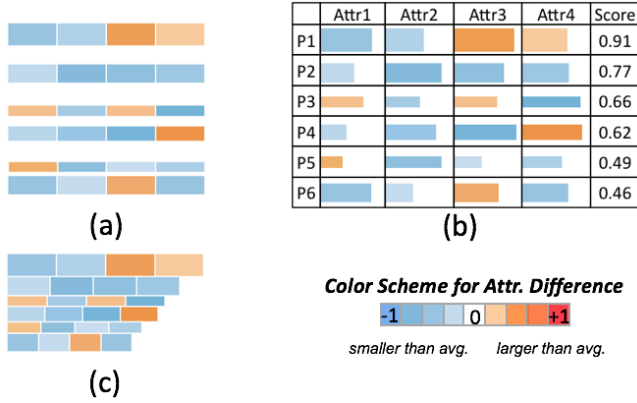 Attr1 Attr2 Attr3 Attr4 Score
P1 0.91
P2 0.77
P3 0.66
P4 0.62
P5 0.49
P6 0.46
(a)
(b)
(c)
Color Scheme for Attr. Difference
-1 0 +1
smaller than avg. larger than avg.